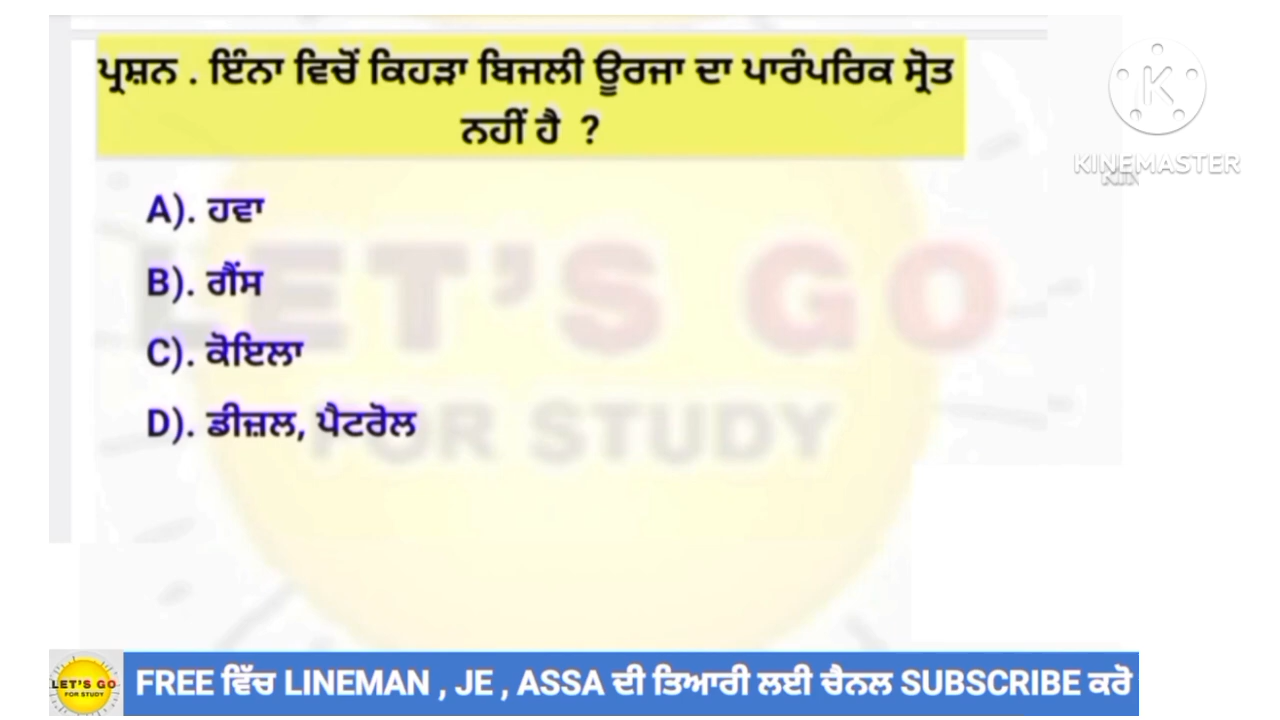 ਪ੍ਰਸ਼ਨ . ਇੰਨਾ ਵਿਚੋਂ ਕਿਹੜਾ ਬਿਜਲੀ ਊਰਜਾ ਦਾ ਪਾਰੰਪਰਿਕ ਸ੍ਰੋਤ
ਨਹੀਂ ਹੈ ?
A). ਹਵਾ
B). ਗੈਂਸ
C). ਕੋਇਲਾ
D). ਡੀਜ਼ਲ, ਪੈਟਰੋਲ
LET'S GO
FOR STUDY
K
KINEMASTER
KIN
LET'S GO
FOR STUDY
FREE ਵਿੱਚ LINEMAN , JE , ASSA ਦੀ ਤਿਆਰੀ ਲਈ ਚੈਨਲ SUBSCRIBE ਕਰੋ